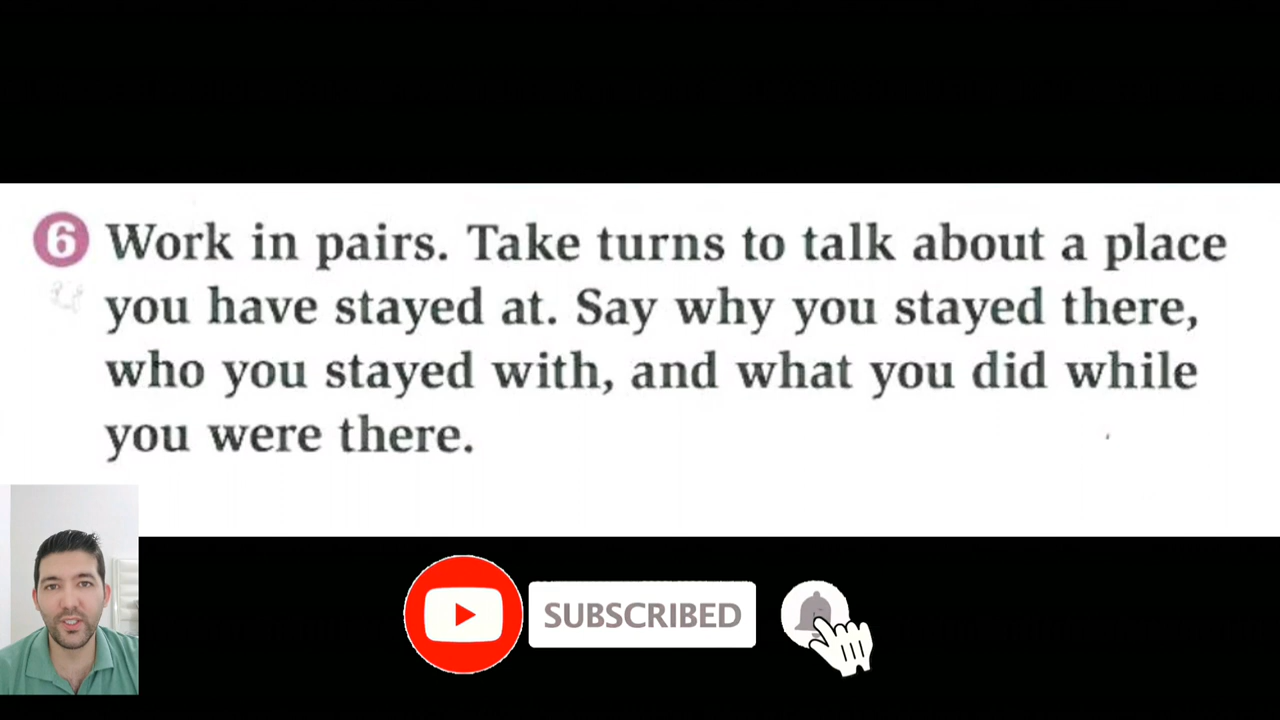 6 Work in pairs. Take turns to talk about a place
you have stayed at. Say why you stayed there,
who you stayed with, and what you did while
you were there.
SUBSCRIBED